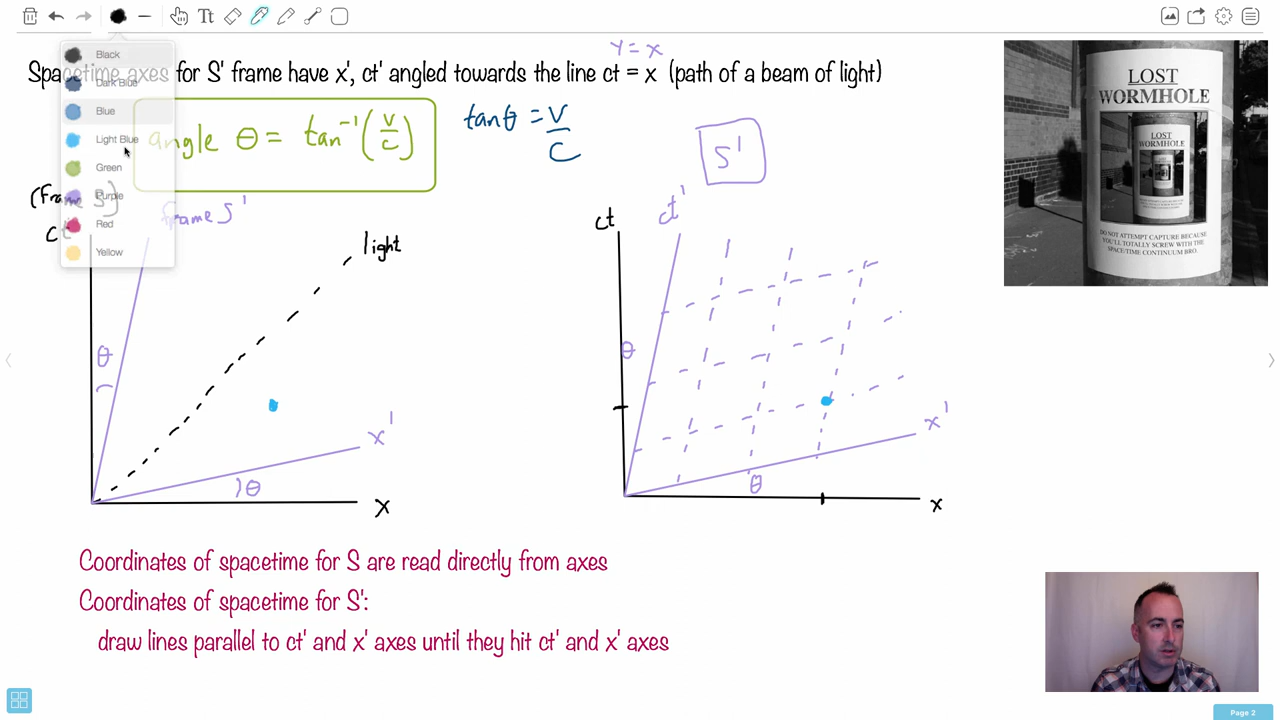 Tt
Black
Dark Blue
Blue
Light Blue
Green
Purple
Red
Yellow
Y = x
Spacetime axes for S' frame have x', ct' angled towards the line ct = x (path of a beam of light)
angle θ = tan⁻¹(v/c)
tanθ = v/c
S'
(Frame S)
frame S'
ct
light
θ
x'
θ
x
ct
ct'
θ
x'
θ
x
LOST
WORMHOLE
LOST
WORMHOLE
DO NOT ATTEMPT CAPTURE BECAUSE
YOU'LL TOTALLY SCREW WITH THE
SPACE/TIME CONTINUUM BRO.
Coordinates of spacetime for S are read directly from axes
Coordinates of spacetime for S':
draw lines parallel to ct' and x' axes until they hit ct' and x' axes
Page 2